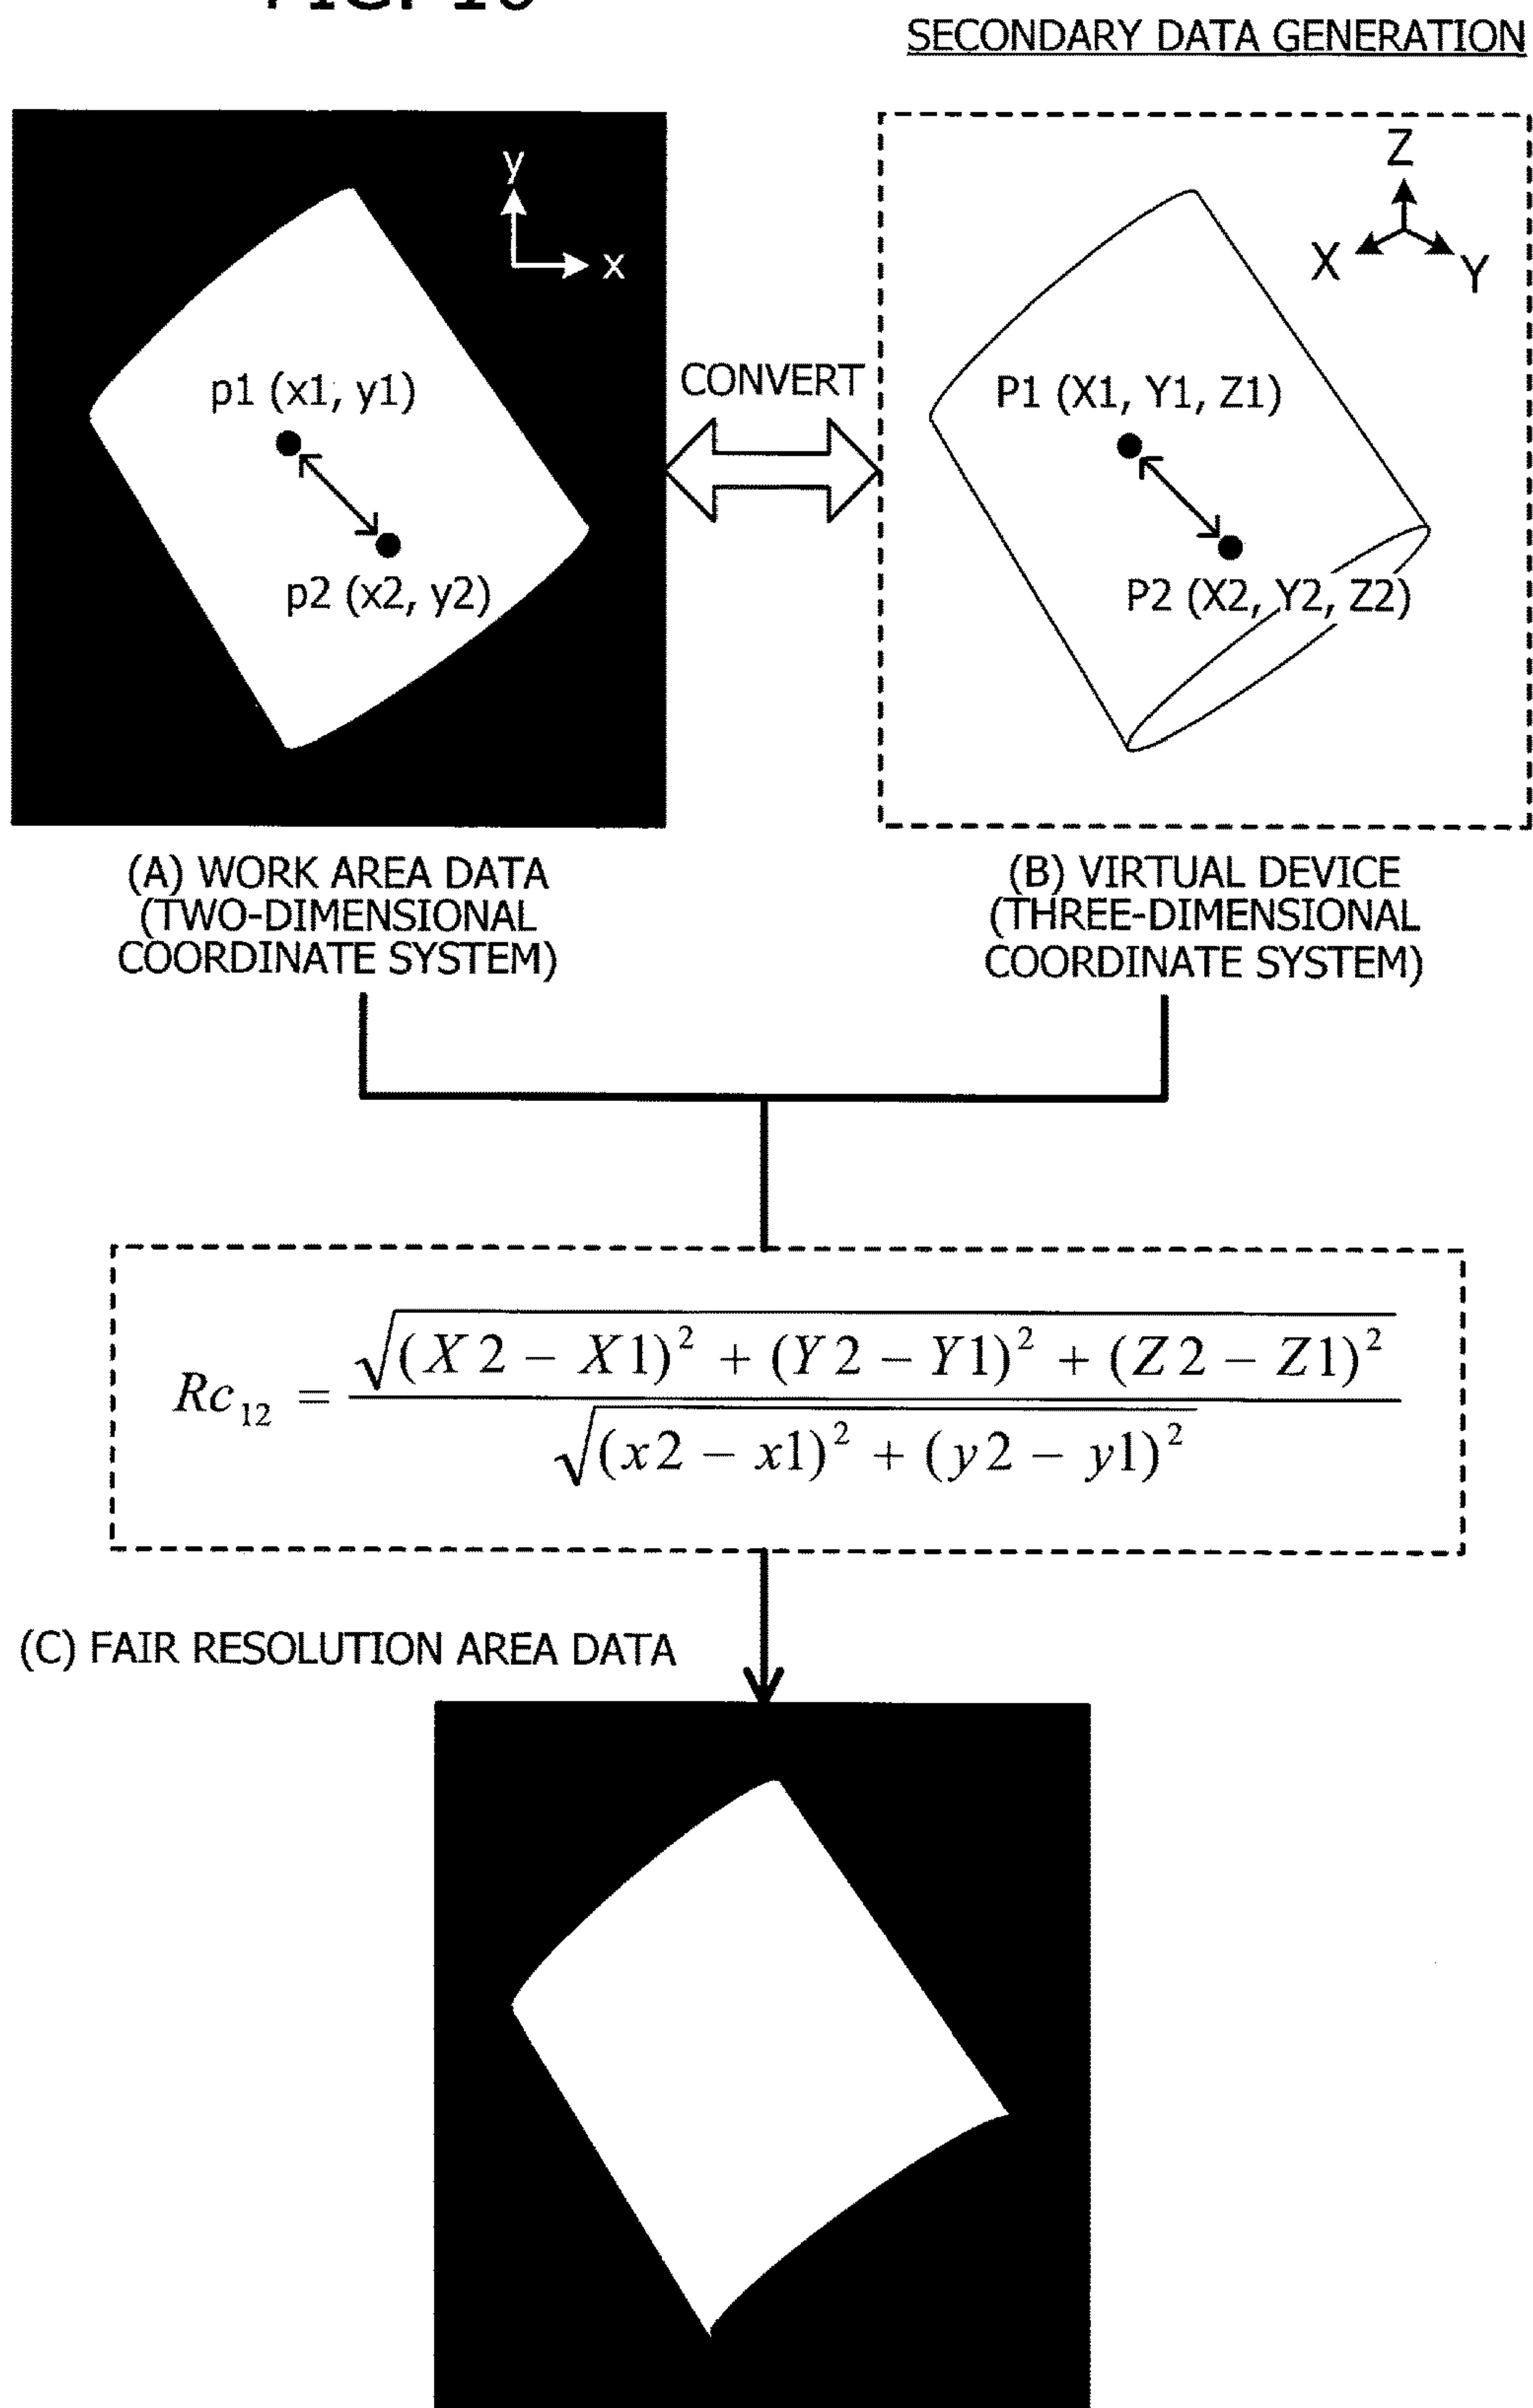 SECONDARY DATA GENERATION
y
x
p1 (x1, y1)
p2 (x2, y2)
CONVERT
Z
X
Y
P1 (X1, Y1, Z1)
P2 (X2, Y2, Z2)
(A) WORK AREA DATA
(TWO-DIMENSIONAL
COORDINATE SYSTEM)
(B) VIRTUAL DEVICE
(THREE-DIMENSIONAL
COORDINATE SYSTEM)
Rc₁₂ = √((X2 − X1)² + (Y2 − Y1)² + (Z2 − Z1)²) / √((x2 − x1)² + (y2 − y1)²)
(C) FAIR RESOLUTION AREA DATA